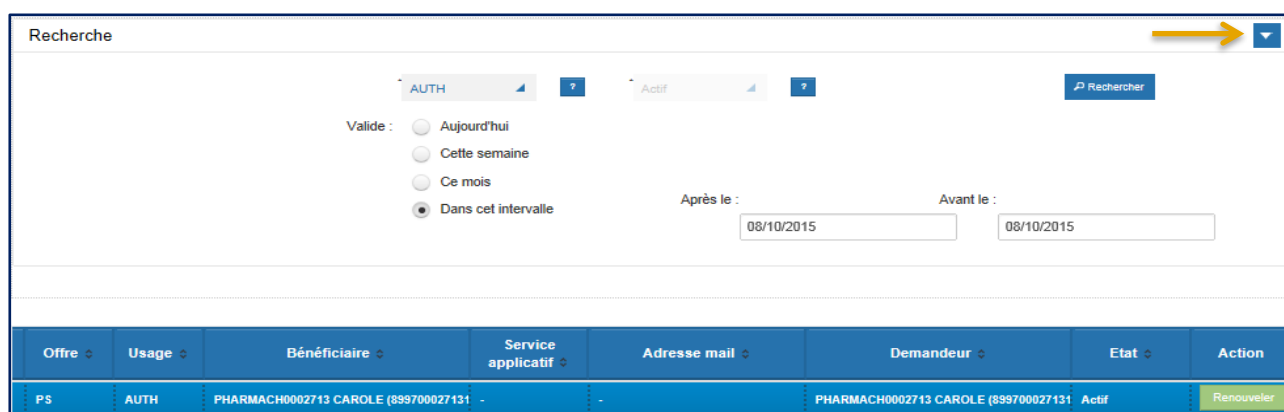 Recherche
AUTH ? Actif ? Rechercher
Valide : Aujourd'hui
Cette semaine
Ce mois
Dans cet intervalle
Après le : Avant le :
08/10/2015 08/10/2015
Offre Usage Bénéficiaire Service applicatif Adresse mail Demandeur Etat Action
PS AUTH PHARMACH0002713 CAROLE (899700027131 - - PHARMACH0002713 CAROLE (899700027131 Actif Renouveler